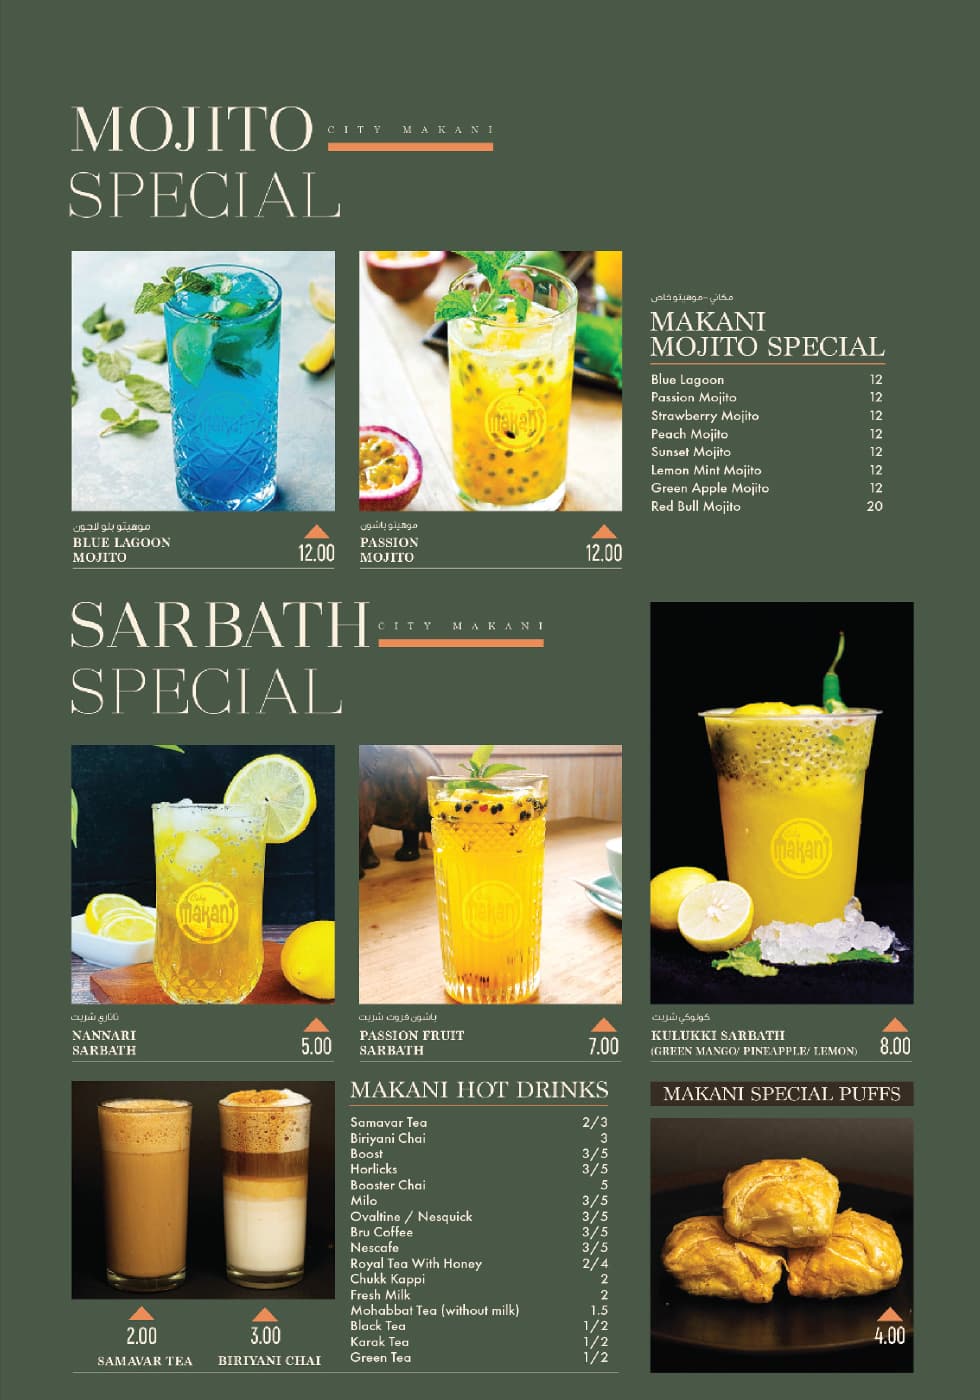 MOJITO
CITY MAKANI
SPECIAL
موهيتو بلو لاجون
BLUE LAGOON
MOJITO
12.00
موهيتو باشون
PASSION
MOJITO
12.00
مكاني -موهيتو خاص
MAKANI
MOJITO SPECIAL
Blue Lagoon 12
Passion Mojito 12
Strawberry Mojito 12
Peach Mojito 12
Sunset Mojito 12
Lemon Mint Mojito 12
Green Apple Mojito 12
Red Bull Mojito 20
SARBATH
CITY MAKANI
SPECIAL
City
makani
ناناري شربت
NANNARI
SARBATH
5.00
makani
باشون فروت شربت
PASSION FRUIT
SARBATH
7.00
City
makani
كولوكي شربت
KULUKKI SARBATH
(GREEN MANGO/ PINEAPPLE/ LEMON)
8.00
2.00
SAMAVAR TEA
3.00
BIRIYANI CHAI
MAKANI HOT DRINKS
Samavar Tea 2/3
Biriyani Chai 3
Boost 3/5
Horlicks 3/5
Booster Chai 5
Milo 3/5
Ovaltine / Nesquick 3/5
Bru Coffee 3/5
Nescafe 3/5
Royal Tea With Honey 2/4
Chukk Kappi 2
Fresh Milk 2
Mohabbat Tea (without milk) 1.5
Black Tea 1/2
Karak Tea 1/2
Green Tea 1/2
MAKANI SPECIAL PUFFS
4.00